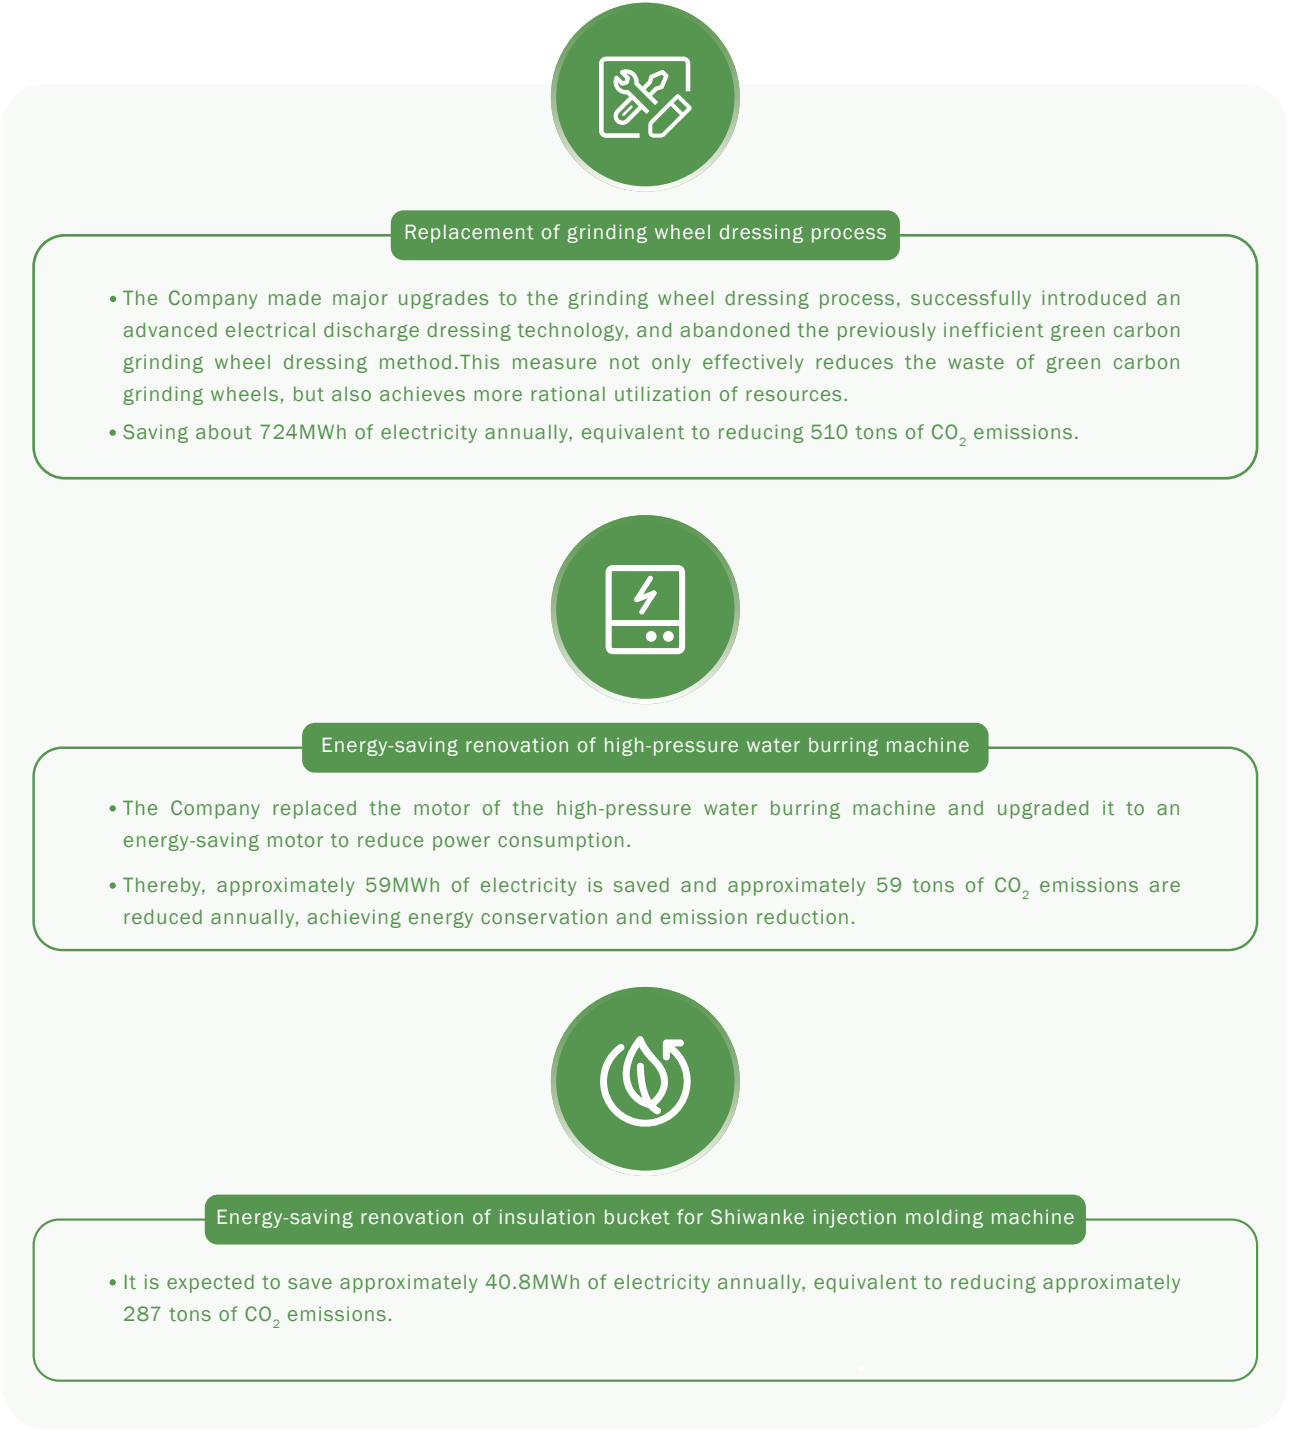 Replacement of grinding wheel dressing process
• The Company made major upgrades to the grinding wheel dressing process, successfully introduced an
advanced electrical discharge dressing technology, and abandoned the previously inefficient green carbon
grinding wheel dressing method.This measure not only effectively reduces the waste of green carbon
grinding wheels, but also achieves more rational utilization of resources.
• Saving about 724MWh of electricity annually, equivalent to reducing 510 tons of CO₂ emissions.
Energy-saving renovation of high-pressure water burring machine
• The Company replaced the motor of the high-pressure water burring machine and upgraded it to an
energy-saving motor to reduce power consumption.
• Thereby, approximately 59MWh of electricity is saved and approximately 59 tons of CO₂ emissions are
reduced annually, achieving energy conservation and emission reduction.
Energy-saving renovation of insulation bucket for Shiwanke injection molding machine
• It is expected to save approximately 40.8MWh of electricity annually, equivalent to reducing approximately
287 tons of CO₂ emissions.